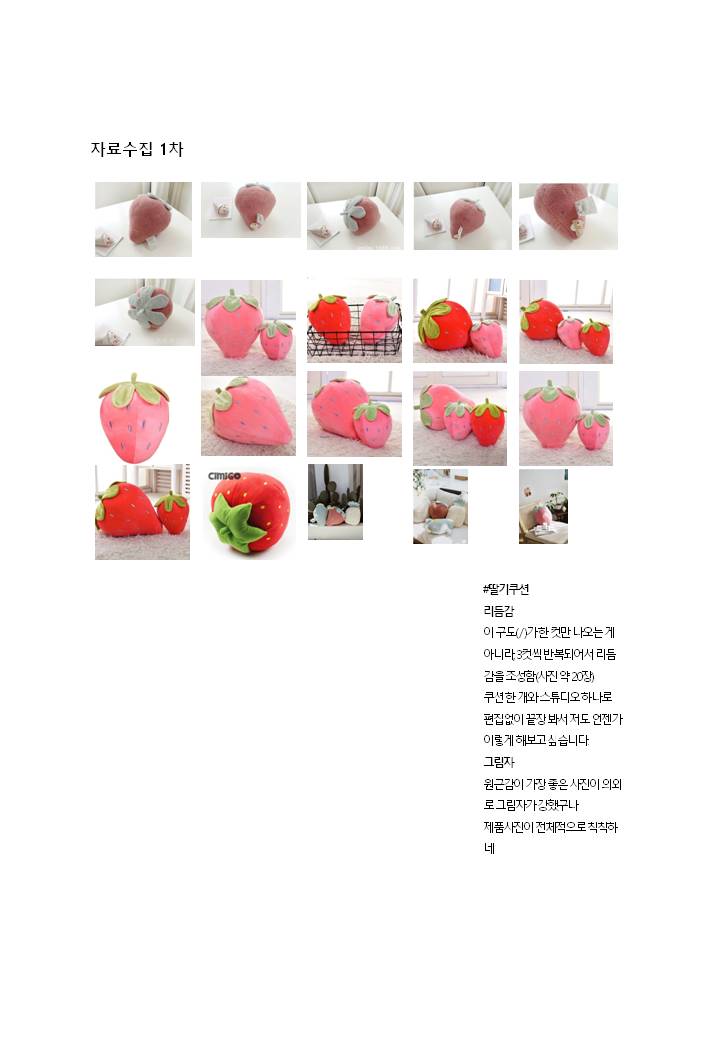 자료수집 1차
CIMIGO
#딸기쿠션
리듬감
이 구도(/)가 한 컷만 나오는 게
아니라, 3컷씩 반복되어서 리듬
감을 조성함(사진 약 20장)
쿠션 한 개와 스튜디오 하나로
편집없이 끝장 봐서 저도 언젠가
이렇게 해보고 싶습니다.
그림자
원근감이 가장 좋은 사진이 의외
로 그림자가 강했구나
제품사진이 전체적으로 칙칙하
네